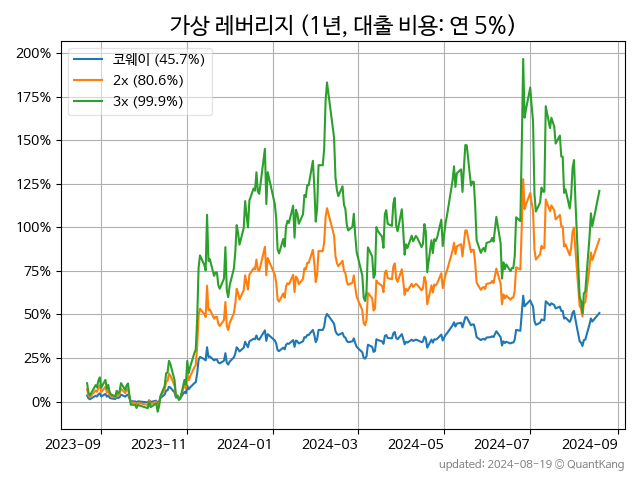 가상 레버리지 (1년, 대출 비용: 연 5%)
코웨이 (45.7%)
2x (80.6%)
3x (99.9%)
200%
175%
150%
125%
100%
75%
50%
25%
0%
2023-09 2023-11 2024-01 2024-03 2024-05 2024-07 2024-09
updated: 2024-08-19 © QuantKang